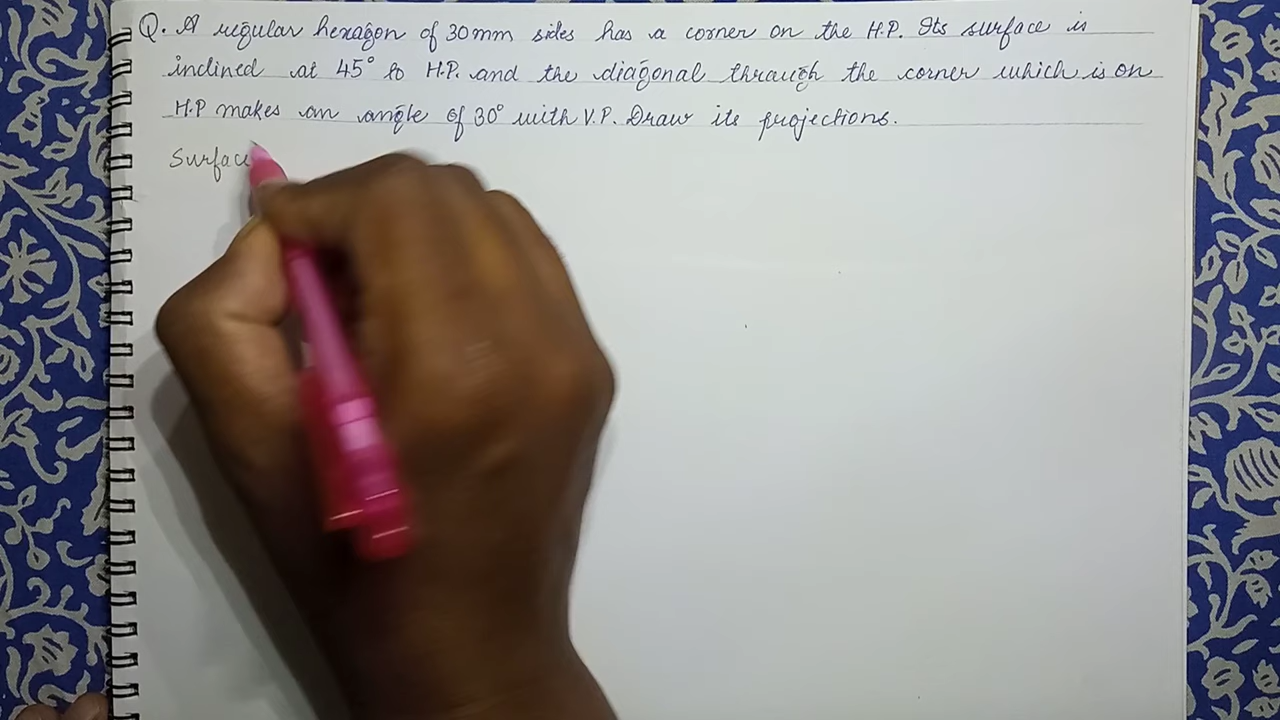 Q. A regular hexagon of 30mm sides has a corner on the H.P. Its surface is
inclined at 45° to H.P. and the diagonal through the corner which is on
H.P makes an angle of 30° with V.P. Draw its projections.
Surfac